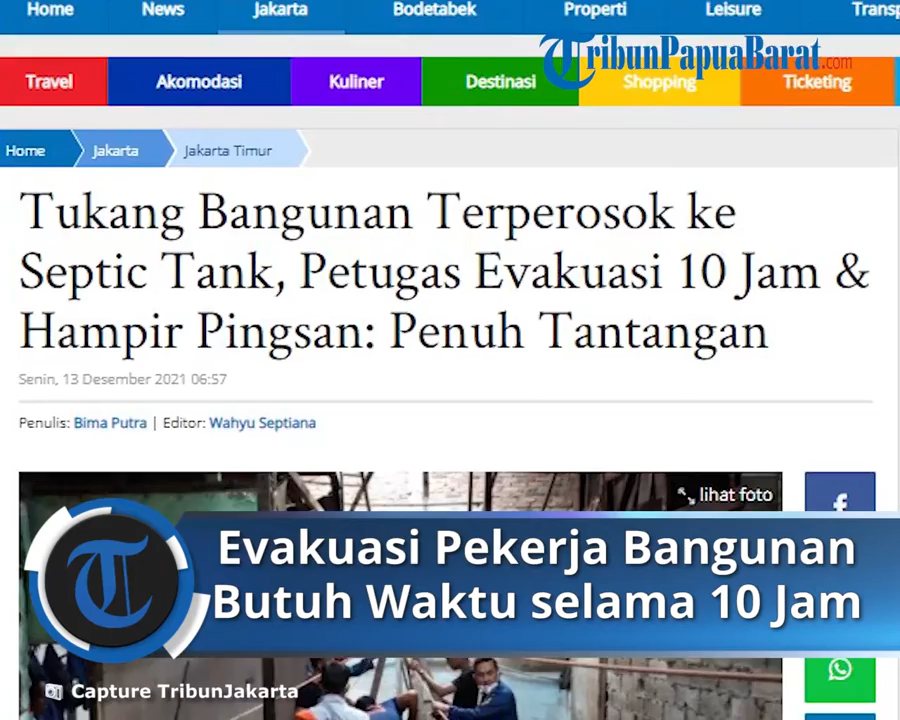 Home News Jakarta Bodetabek Properti Leisure Transp
TribunPapuaBarat.com
Travel Akomodasi Kuliner Destinasi Shopping Ticketing
Home Jakarta Jakarta Timur
Tukang Bangunan Terperosok ke
Septic Tank, Petugas Evakuasi 10 Jam &
Hampir Pingsan: Penuh Tantangan
Senin, 13 Desember 2021 06:57
Penulis: Bima Putra | Editor: Wahyu Septiana
lihat foto
f
Evakuasi Pekerja Bangunan
Butuh Waktu selama 10 Jam
T
Capture TribunJakarta